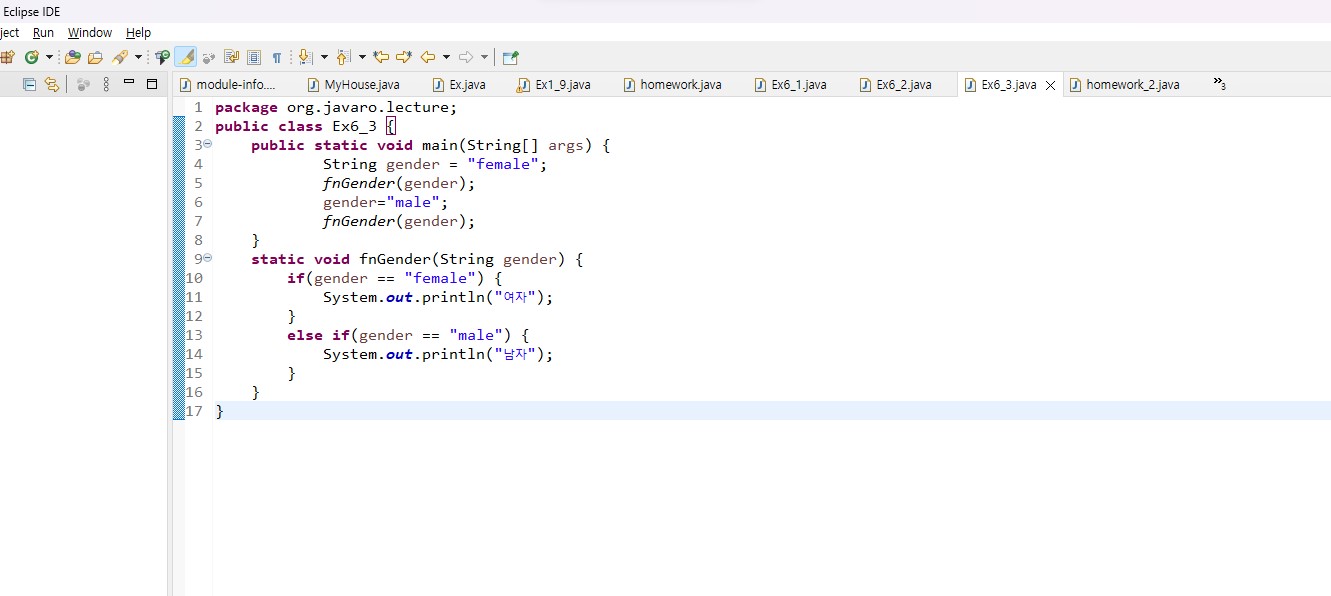 Eclipse IDE
ject Run Window Help
module-info.... MyHouse.java Ex.java Ex1_9.java homework.java Ex6_1.java Ex6_2.java Ex6_3.java homework_2.java »3
1 package org.javaro.lecture;
2 public class Ex6_3 {
3 public static void main(String[] args) {
4 String gender = "female";
5 fnGender(gender);
6 gender="male";
7 fnGender(gender);
8 }
9 static void fnGender(String gender) {
10 if(gender == "female") {
11 System.out.println("여자");
12 }
13 else if(gender == "male") {
14 System.out.println("남자");
15 }
16 }
17 }